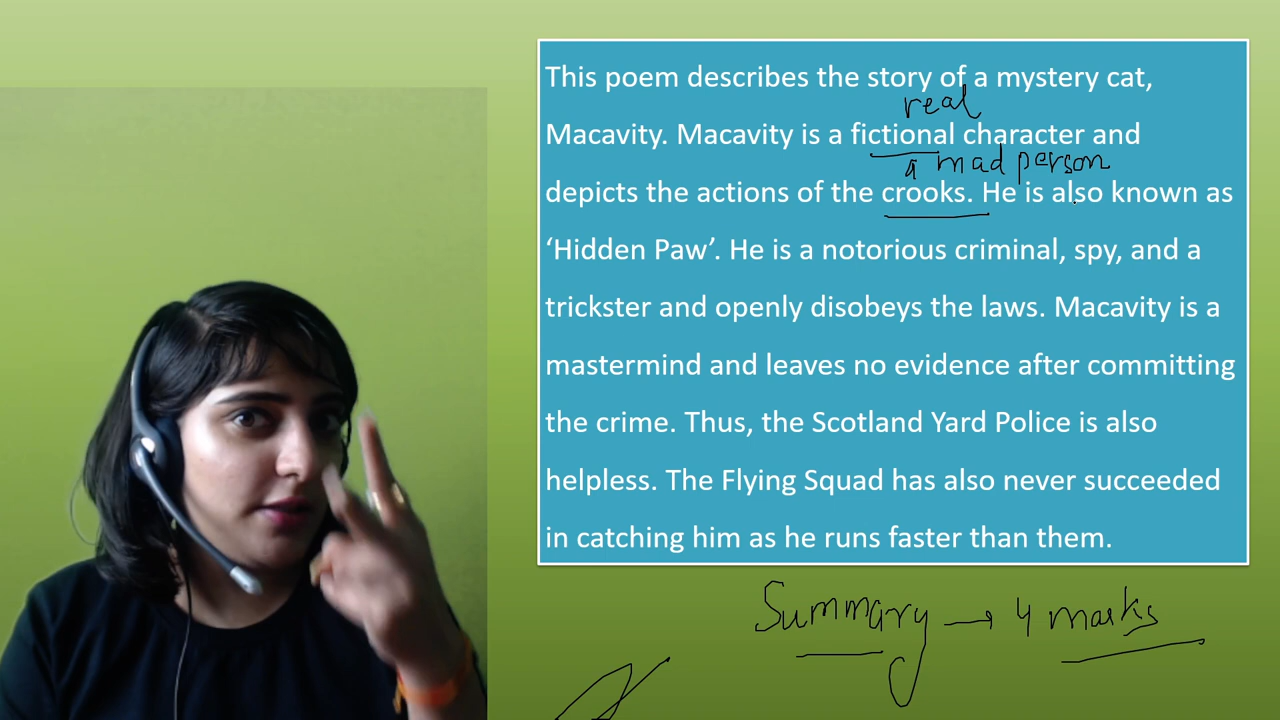 This poem describes the story of a mystery cat,
real
Macavity. Macavity is a fictional character and
a mad person
depicts the actions of the crooks. He is also known as
‘Hidden Paw’. He is a notorious criminal, spy, and a
trickster and openly disobeys the laws. Macavity is a
mastermind and leaves no evidence after committing
the crime. Thus, the Scotland Yard Police is also
helpless. The Flying Squad has also never succeeded
in catching him as he runs faster than them.
Summary → 4 marks